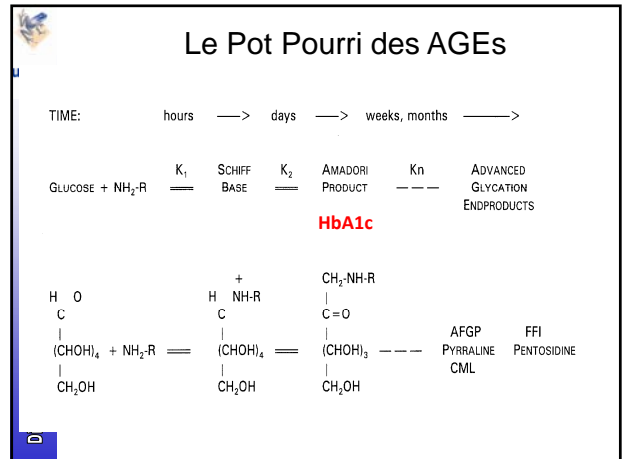 Le Pot Pourri des AGEs
u
TIME: hours —–> days —–> weeks, months ———>
GLUCOSE + NH₂-R K₁ SCHIFF BASE K₂ AMADORI PRODUCT Kn ADVANCED GLYCATION ENDPRODUCTS
HbA1c
+ CH₂-NH-R
H O H NH-R |
C C C=O
| | |
(CHOH)₄ + NH₂-R ══ (CHOH)₄ ══ (CHOH)₃ – – – AFGP FFI
PYRRALINE PENTOSIDINE
| | | CML
CH₂OH CH₂OH CH₂OH
D